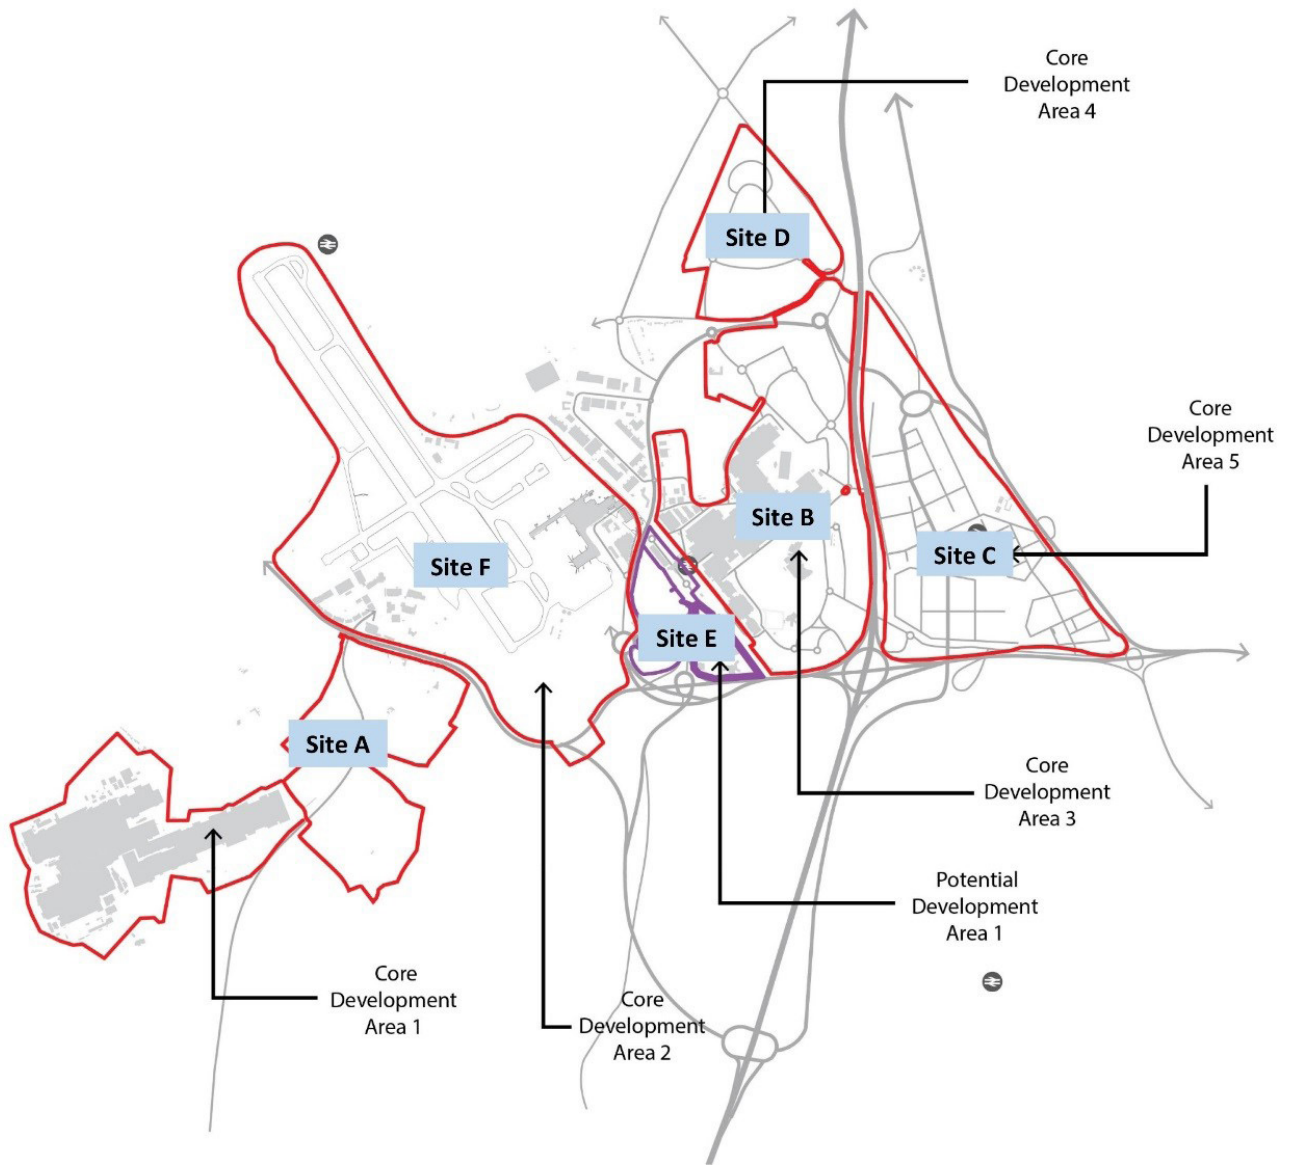 Core
Development
Area 4
Site D
Core
Development
Area 5
Site B
Site C
Site F
Site E
Site A
Core
Development
Area 3
Potential
Development
Area 1
Core
Development
Area 1
Core
Development
Area 2